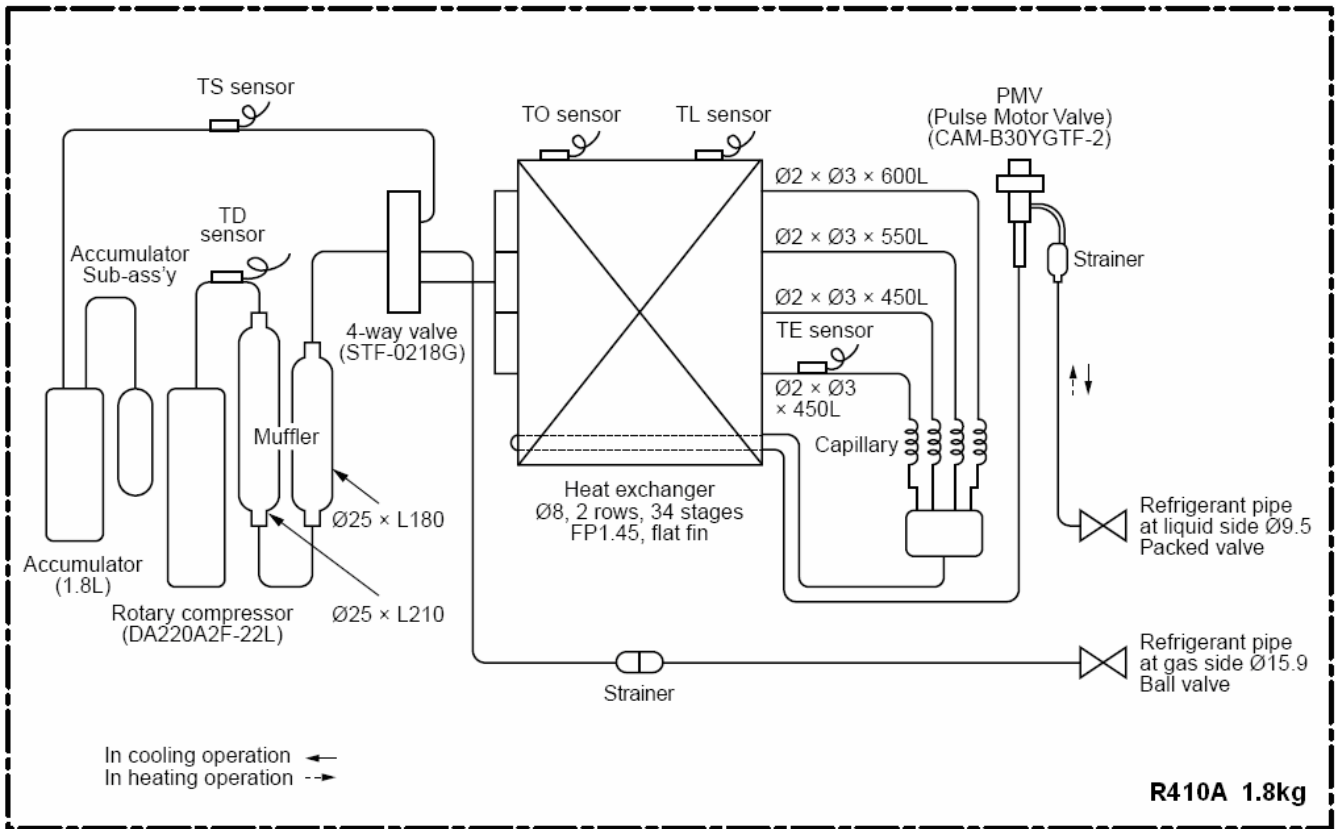 TS sensor
TO sensor
TL sensor
PMV
(Pulse Motor Valve)
(CAM-B30YGTF-2)
Ø2 × Ø3 × 600L
TD
sensor
Accumulator
Sub-ass'y
Ø2 × Ø3 × 550L
Strainer
Ø2 × Ø3 × 450L
4-way valve
(STF-0218G)
TE sensor
Ø2 × Ø3
× 450L
Muffler
Capillary
Heat exchanger
Ø8, 2 rows, 34 stages
FP1.45, flat fin
Ø25 × L180
Refrigerant pipe
at liquid side Ø9.5
Packed valve
Accumulator
(1.8L)
Rotary compressor
(DA220A2F-22L)
Ø25 × L210
Refrigerant pipe
at gas side Ø15.9
Ball valve
Strainer
In cooling operation
In heating operation
R410A 1.8kg